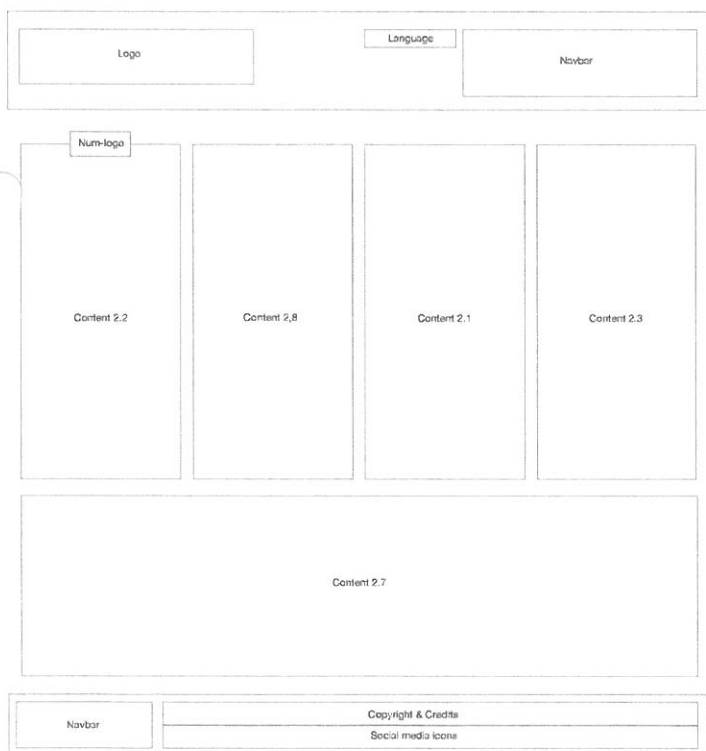 Logo
Language
Navbar
Num-logo
Content 2.2
Content 2,8
Content 2.1
Content 2.3
Content 2.7
Navbar
Copyright & Credits
Social media icons